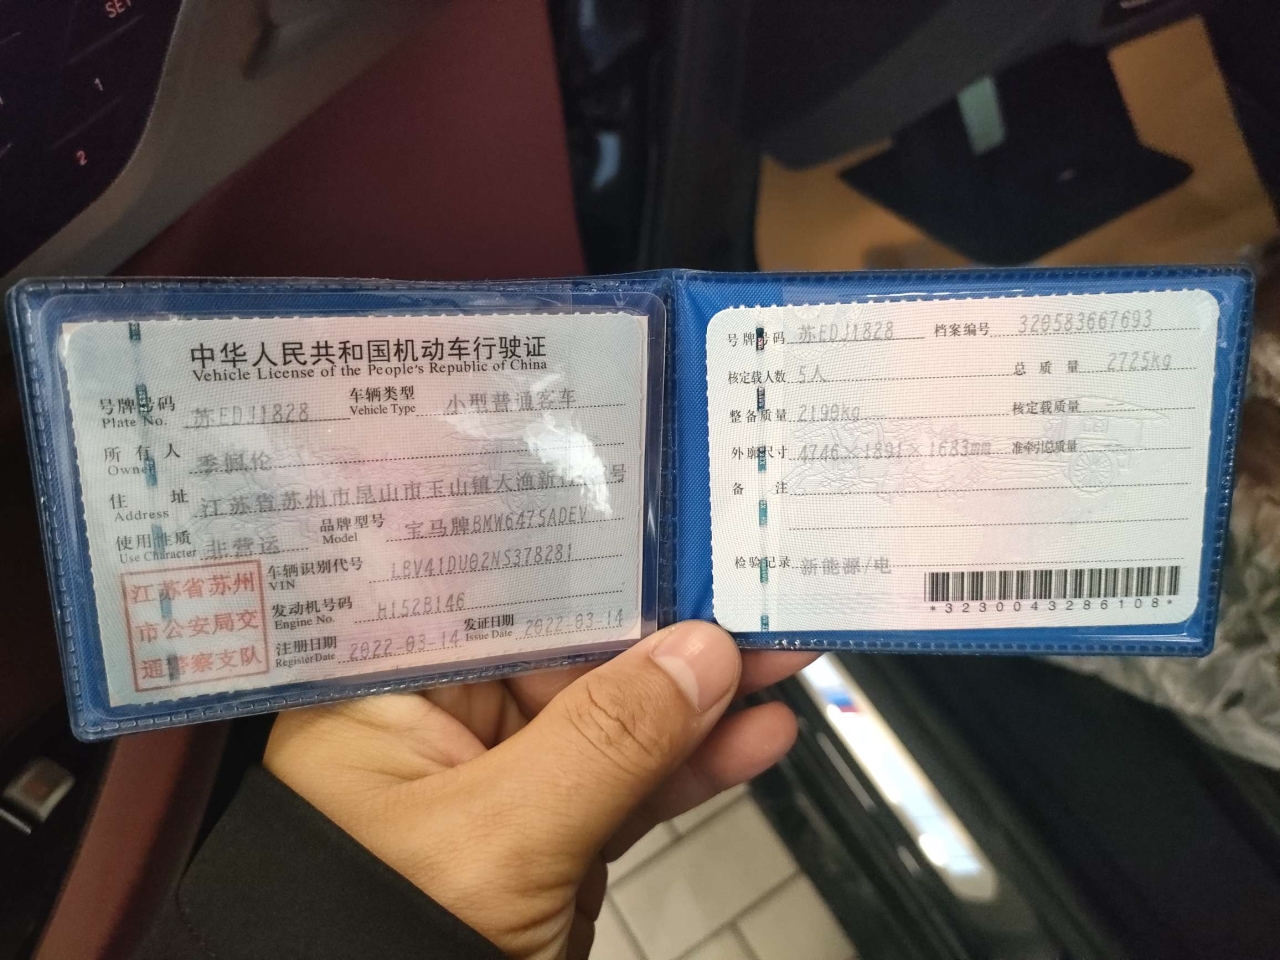 SET
1
2
中华人民共和国机动车行驶证
Vehicle License of the People's Republic of China
号牌号码 苏EDJ1828 车辆类型 小型普通客车
Plate No. Vehicle Type
所有人 李佩伦
Owner
住址 江苏省苏州市昆山市玉山镇大渔新 号
Address
使用性质 非营运 品牌型号 宝马牌BMW6475ADEV
Use Character Model
江苏省苏州
市公安局交
通警察支队
车辆识别代号 LBV41DU02NS378281
VIN
发动机号码 H152B146
Engine No.
注册日期 2022-03-14 发证日期 2022-03-14
Register Date Issue Date
号牌号码 苏EDJ1828 档案编号 320583667693
核定载人数 5人 总质量 2725kg
整备质量 2190kg 核定载质量
外廓尺寸 4746×1891×1683mm 准牵引总质量
备注
检验记录 新能源/电
*3230043286108*